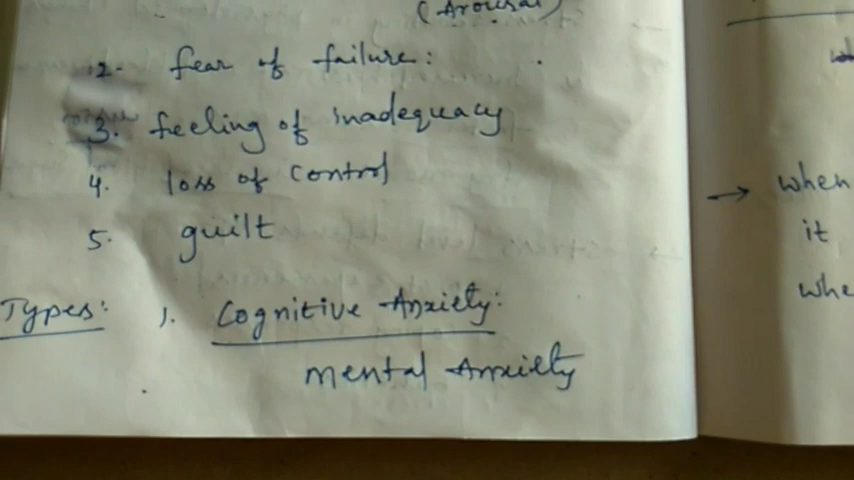 (Arousal)
2. fear of failure:
3. feeling of inadequacy
4. loss of control
5. guilt
Types: 1. Cognitive Anxiety:
mental Anxiety
→ when
it
whe